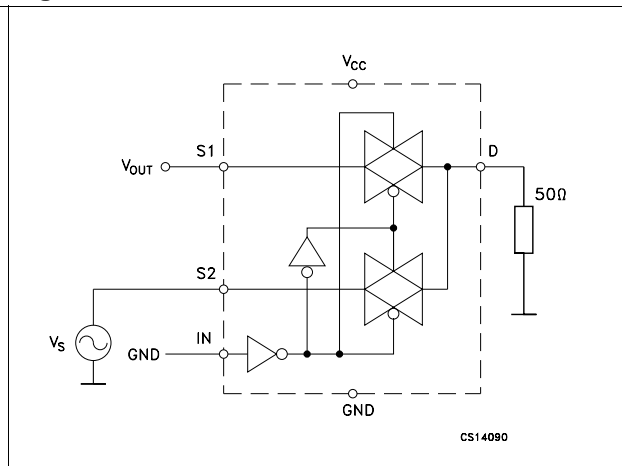 V_CC
S1
D
V_OUT
50Ω
S2
IN
V_S
GND
GND
CS14090